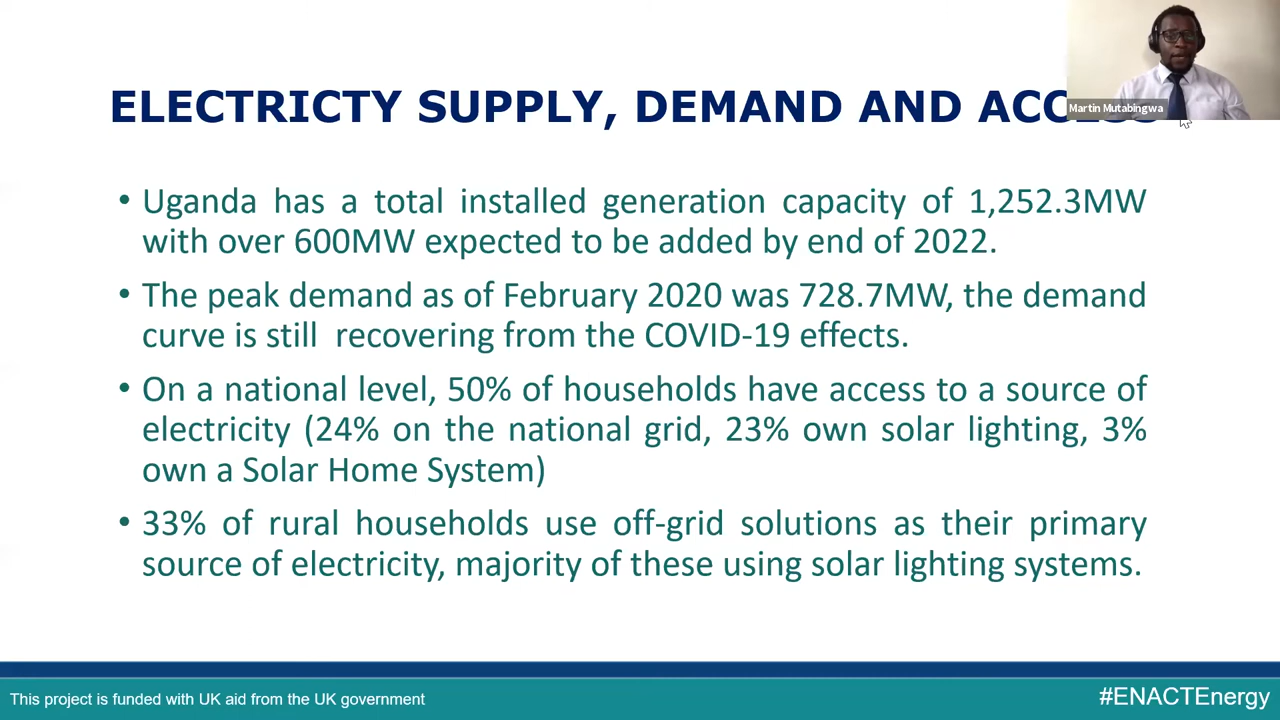 ELECTRICTY SUPPLY, DEMAND AND ACCESS
Martin Mutabingwa
• Uganda has a total installed generation capacity of 1,252.3MW
with over 600MW expected to be added by end of 2022.
• The peak demand as of February 2020 was 728.7MW, the demand
curve is still recovering from the COVID-19 effects.
• On a national level, 50% of households have access to a source of
electricity (24% on the national grid, 23% own solar lighting, 3%
own a Solar Home System)
• 33% of rural households use off-grid solutions as their primary
source of electricity, majority of these using solar lighting systems.
This project is funded with UK aid from the UK government
#ENACTEnergy